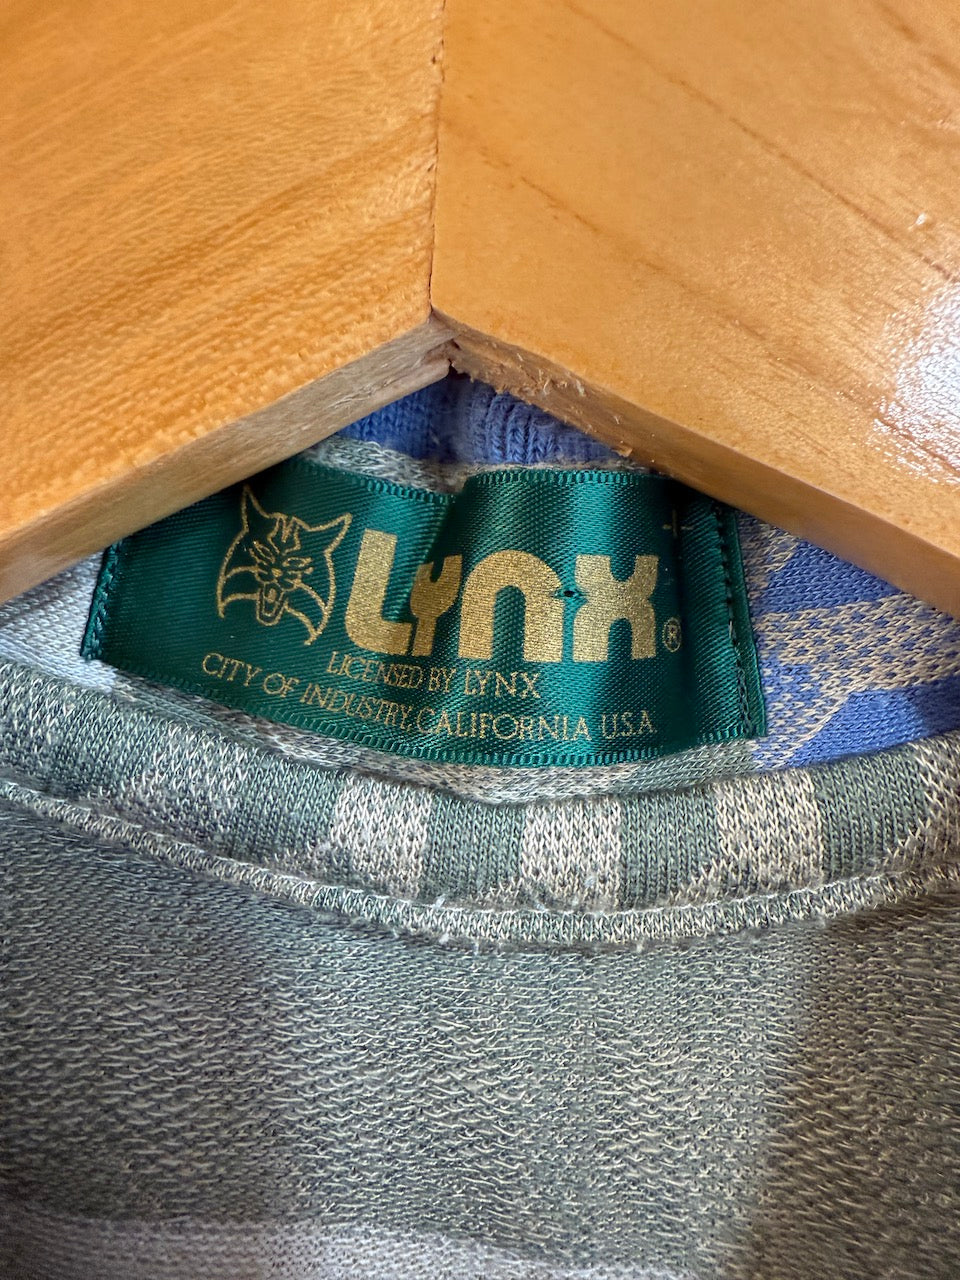 Lynx®
LICENSED BY LYNX
CITY OF INDUSTRY, CALIFORNIA U.S.A